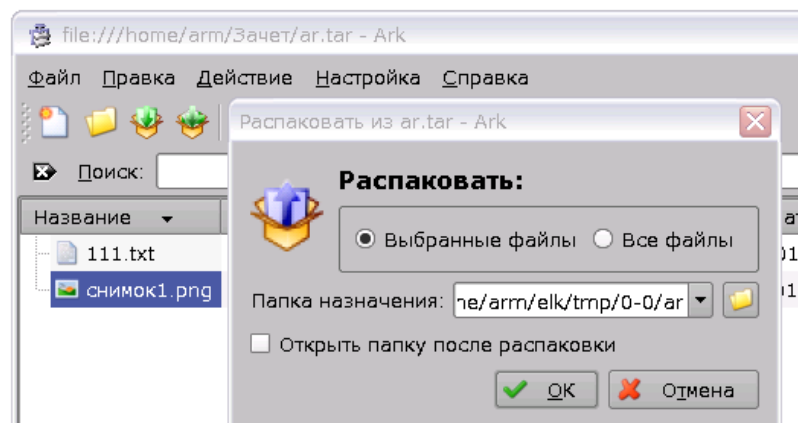 file:///home/arm/Зачет/ar.tar - Ark
Файл Правка Действие Настройка Справка
Распаковать из ar.tar - Ark
Поиск:
Распаковать:
Название
Выбранные файлы Все файлы
111.txt
снимок1.png
Папка назначения: ne/arm/elk/tmp/0-0/ar
Открыть папку после распаковки
OK Отмена